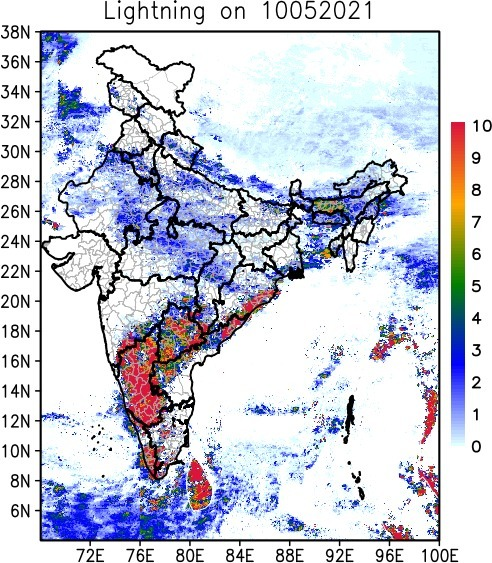 Lightning on 10052021
38N
36N
34N
32N
30N
28N
26N
24N
22N
20N
18N
16N
14N
12N
10N
8N
6N
72E 76E 80E 84E 88E 92E 96E 100E
10
9
8
7
6
5
4
3
2
1
0